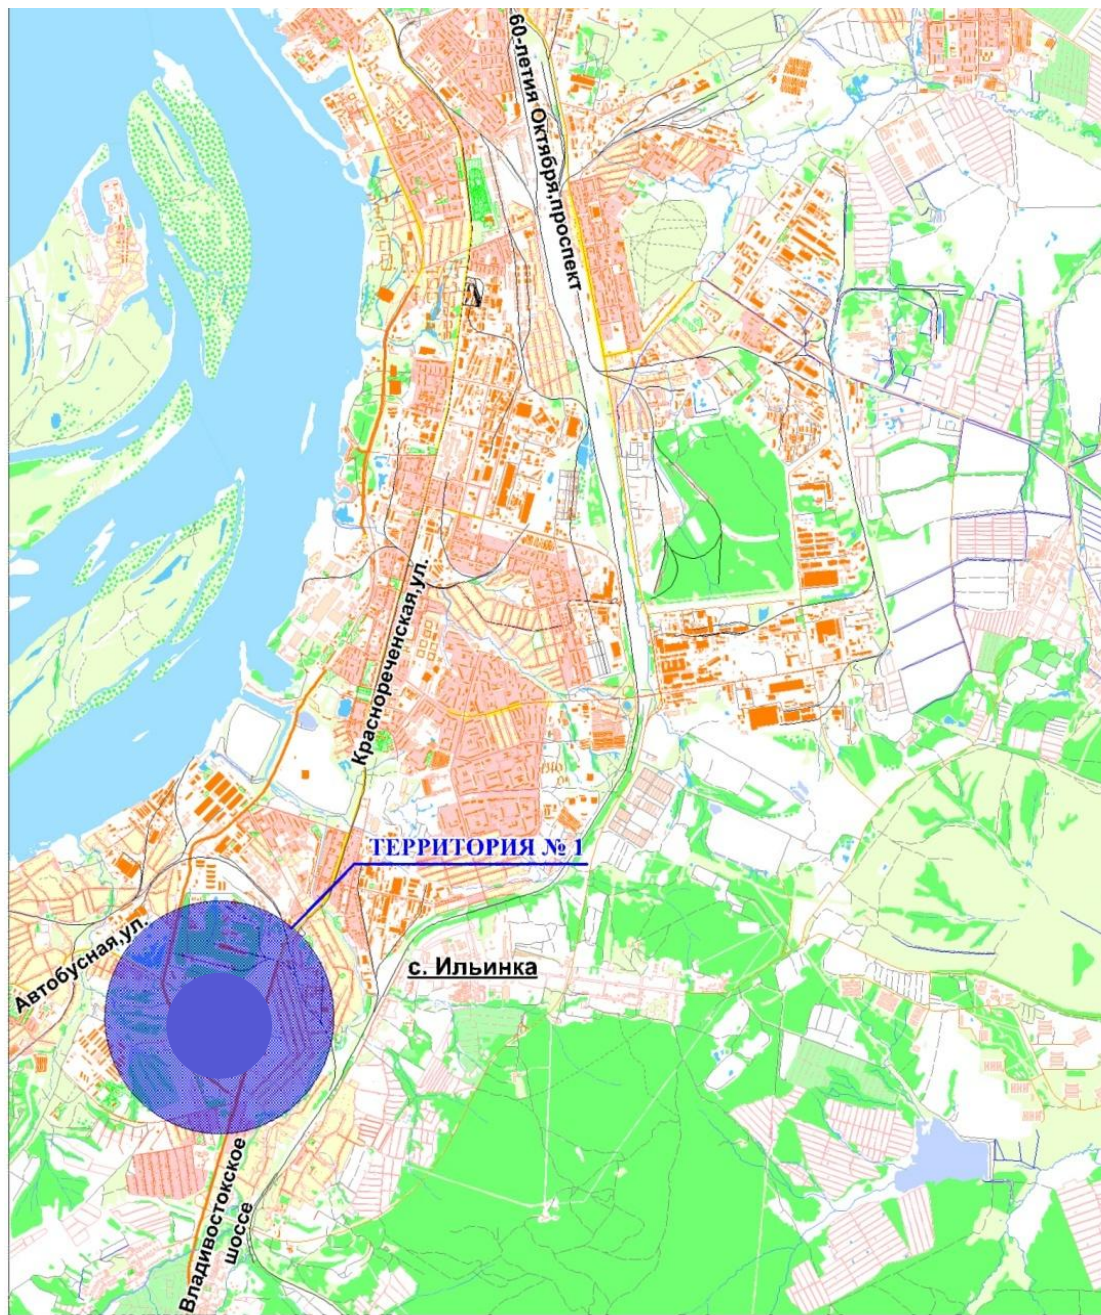 60-летия Октября,проспект
Краснореченская,ул.
ТЕРРИТОРИЯ № 1
Автобусная,ул.
с. Ильинка
Владивостокское
шоссе